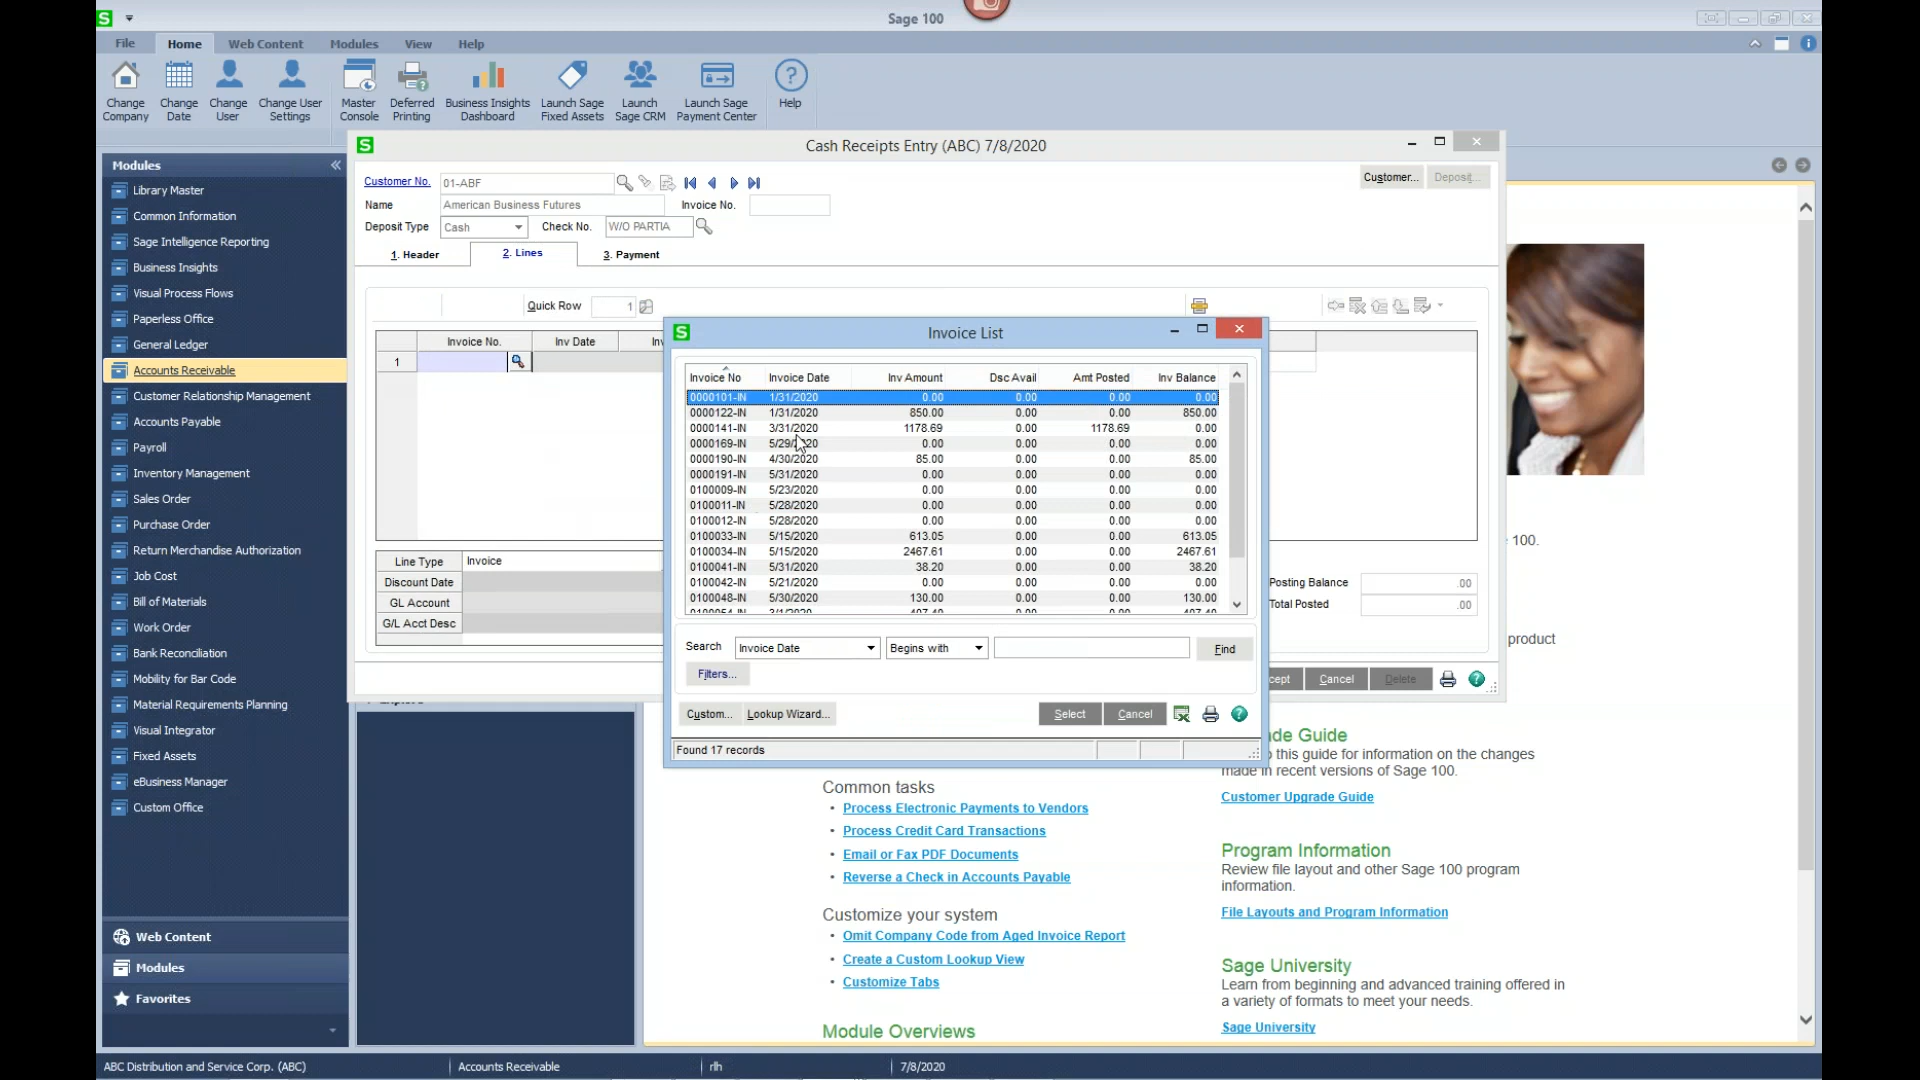 Sage 100
File Home Web Content Modules View Help
Change Company
Change Date
Change User
Change User Settings
Master Console
Deferred Printing
Business Insights Dashboard
Launch Sage Fixed Assets
Launch Sage CRM
Launch Sage Payment Center
Help
Cash Receipts Entry (ABC) 7/8/2020
Modules
Library Master
Common Information
Sage Intelligence Reporting
Business Insights
Visual Process Flows
Paperless Office
General Ledger
Accounts Receivable
Customer Relationship Management
Accounts Payable
Payroll
Inventory Management
Sales Order
Purchase Order
Return Merchandise Authorization
Job Cost
Bill of Materials
Work Order
Bank Reconciliation
Mobility for Bar Code
Material Requirements Planning
Visual Integrator
Fixed Assets
eBusiness Manager
Custom Office
Web Content
Modules
Favorites
Customer No. 01-ABF Customer... Deposit...
Name American Business Futures Invoice No.
Deposit Type Cash Check No. W/O PARTIA
1. Header 2. Lines 3. Payment
Quick Row 1
Invoice No. Inv Date
1
Line Type Invoice
Discount Date
GL Account
G/L Acct Desc
Posting Balance .00
Total Posted .00
Cancel Delete
Invoice List
Invoice No Invoice Date Inv Amount Dsc Avail Amt Posted Inv Balance
0000101-IN 1/31/2020 0.00 0.00 0.00 0.00
0000122-IN 1/31/2020 850.00 0.00 0.00 850.00
0000141-IN 3/31/2020 1178.69 0.00 1178.69 0.00
0000169-IN 5/29/2020 0.00 0.00 0.00 0.00
0000190-IN 4/30/2020 85.00 0.00 0.00 85.00
0000191-IN 5/31/2020 0.00 0.00 0.00 0.00
0100009-IN 5/23/2020 0.00 0.00 0.00 0.00
0100011-IN 5/28/2020 0.00 0.00 0.00 0.00
0100012-IN 5/28/2020 0.00 0.00 0.00 0.00
0100033-IN 5/15/2020 613.05 0.00 0.00 613.05
0100034-IN 5/15/2020 2467.61 0.00 0.00 2467.61
0100041-IN 5/31/2020 38.20 0.00 0.00 38.20
0100042-IN 5/21/2020 0.00 0.00 0.00 0.00
0100048-IN 5/30/2020 130.00 0.00 0.00 130.00
Search Invoice Date Begins with Find
Filters...
Custom... Lookup Wizard... Select Cancel
Found 17 records
100.
product
Common tasks
Process Electronic Payments to Vendors
Process Credit Card Transactions
Email or Fax PDF Documents
Reverse a Check in Accounts Payable
Customize your system
Omit Company Code from Aged Invoice Report
Create a Custom Lookup View
Customize Tabs
Module Overviews
Guide
this guide for information on the changes
made in recent versions of Sage 100.
Customer Upgrade Guide
Program Information
Review file layout and other Sage 100 program
information.
File Layouts and Program Information
Sage University
Learn from beginning and advanced training offered in
a variety of formats to meet your needs.
Sage University
ABC Distribution and Service Corp. (ABC) Accounts Receivable rlh 7/8/2020